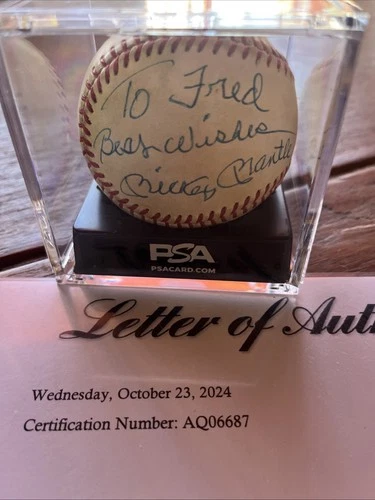 To Fred
Best Wishes
Mickey Mantle
PSA
PSACARD.COM
Letter of Auth
Wednesday, October 23, 2024
Certification Number: AQ06687